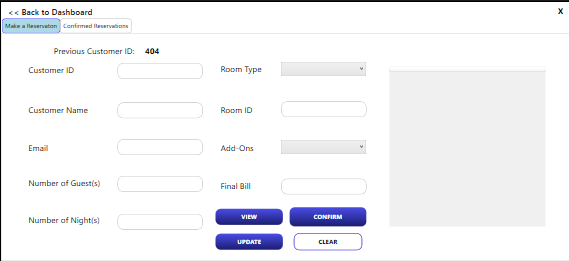 << Back to Dashboard
X
Make a Reservaton
Confirmed Reservations
Previous Customer ID: 404
Customer ID
Room Type
Customer Name
Room ID
Email
Add-Ons
Number of Guest(s)
Final Bill
Number of Night(s)
VIEW
CONFIRM
UPDATE
CLEAR